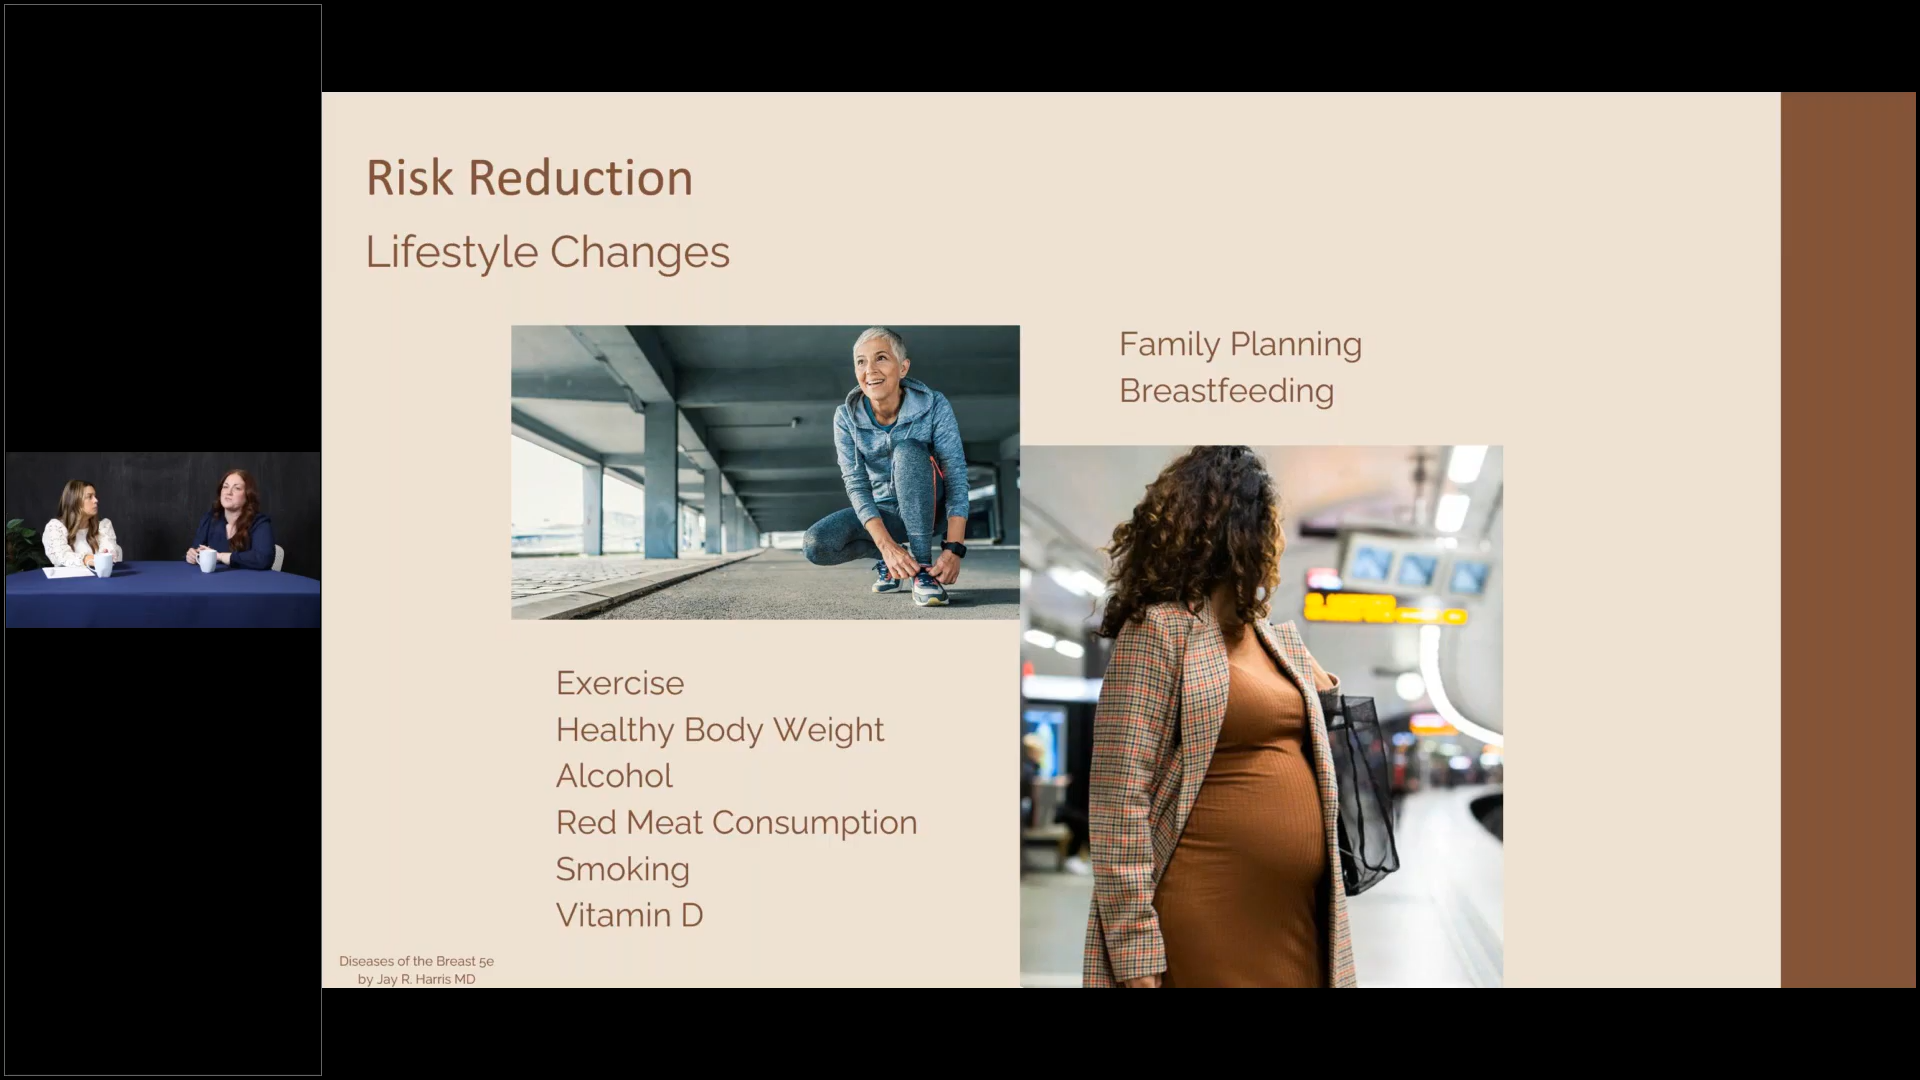 Risk Reduction
Lifestyle Changes
Family Planning
Breastfeeding
Exercise
Healthy Body Weight
Alcohol
Red Meat Consumption
Smoking
Vitamin D
Diseases of the Breast 5e
by Jay R. Harris MD